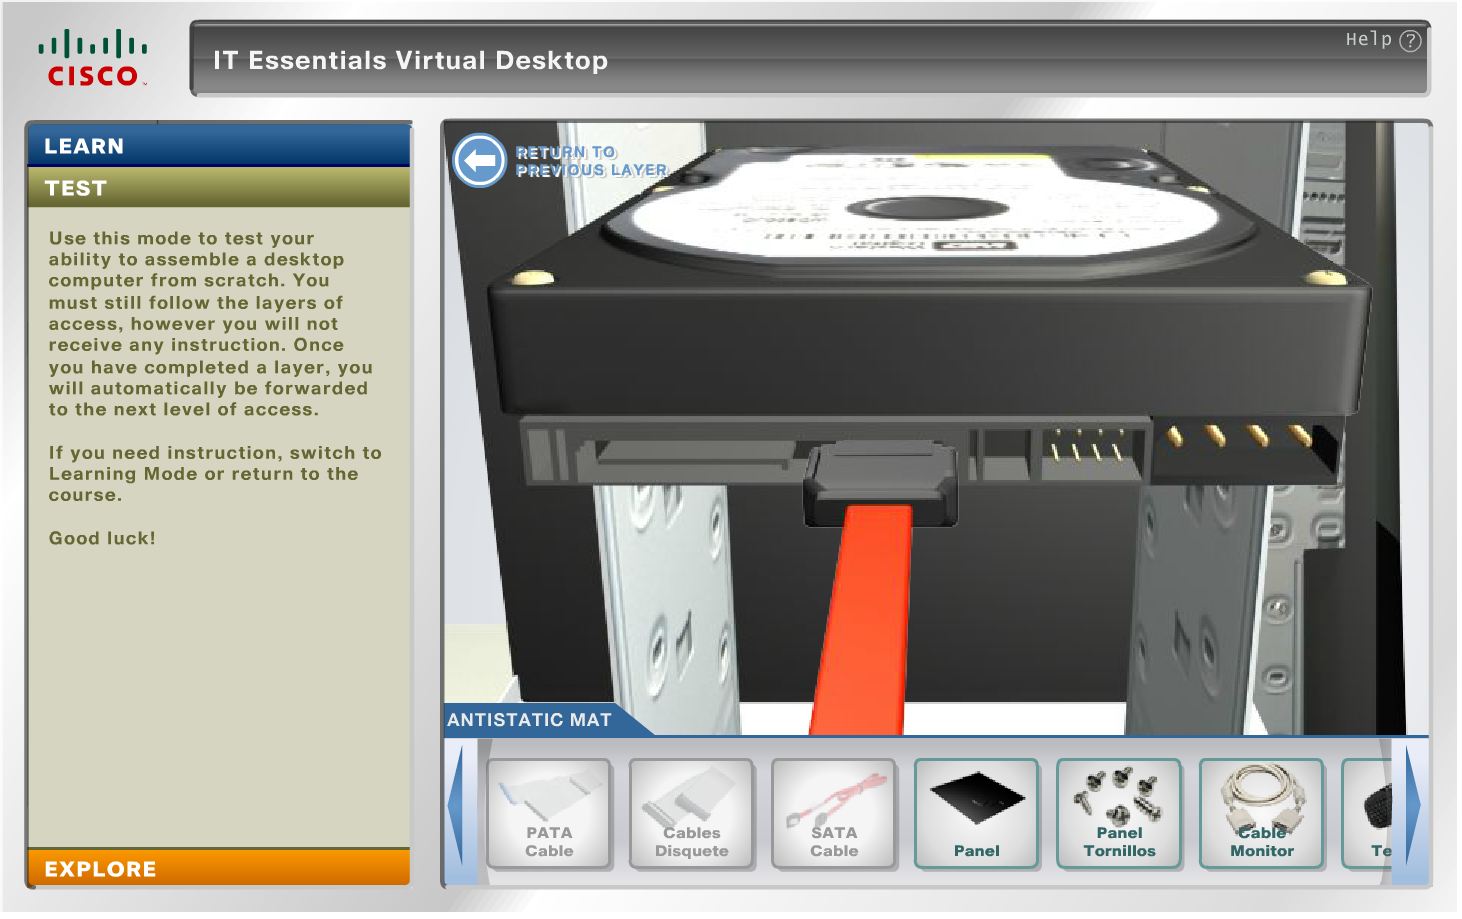 CISCO
IT Essentials Virtual Desktop
Help ?
LEARN
TEST
Use this mode to test your
ability to assemble a desktop
computer from scratch. You
must still follow the layers of
access, however you will not
receive any instruction. Once
you have completed a layer, you
will automatically be forwarded
to the next level of access.
If you need instruction, switch to
Learning Mode or return to the
course.
Good luck!
EXPLORE
RETURN TO
PREVIOUS LAYER
ANTISTATIC MAT
PATA
Cable
Cables
Disquete
SATA
Cable
Panel
Panel
Tornillos
Cable
Monitor
Te